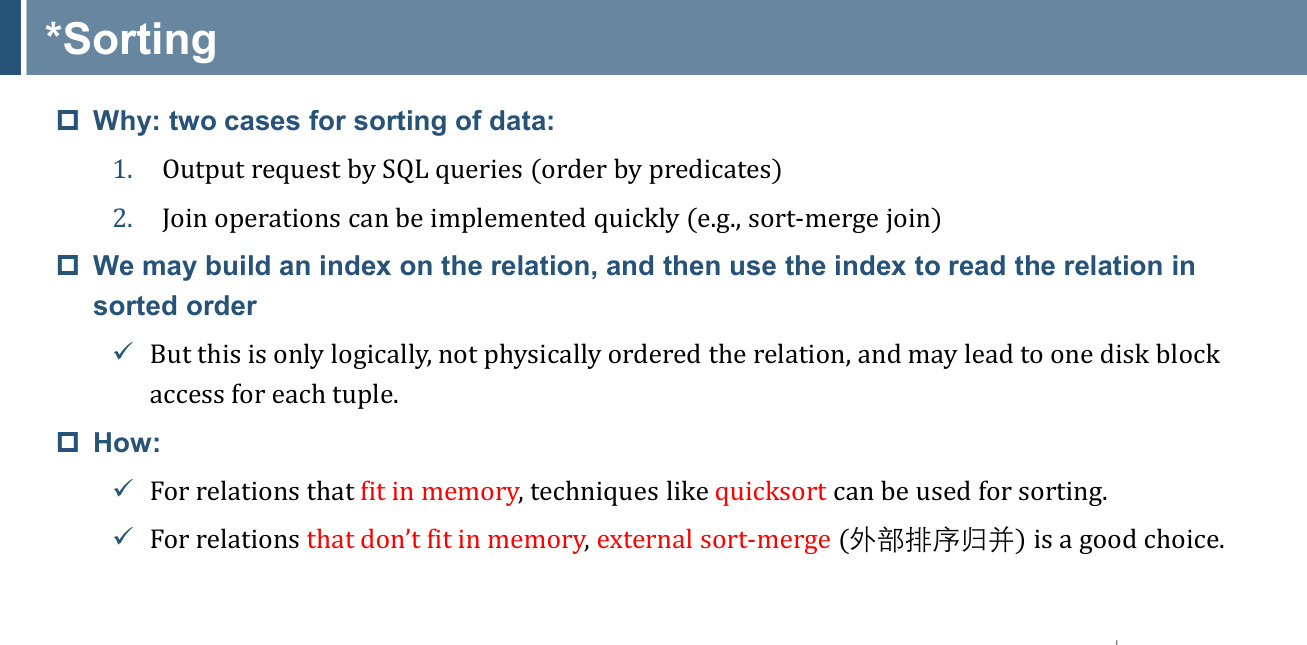 *Sorting
Why: two cases for sorting of data:
1. Output request by SQL queries (order by predicates)
2. Join operations can be implemented quickly (e.g., sort-merge join)
We may build an index on the relation, and then use the index to read the relation in
sorted order
But this is only logically, not physically ordered the relation, and may lead to one disk block
access for each tuple.
How:
For relations that fit in memory, techniques like quicksort can be used for sorting.
For relations that don’t fit in memory, external sort-merge (外部排序归并) is a good choice.